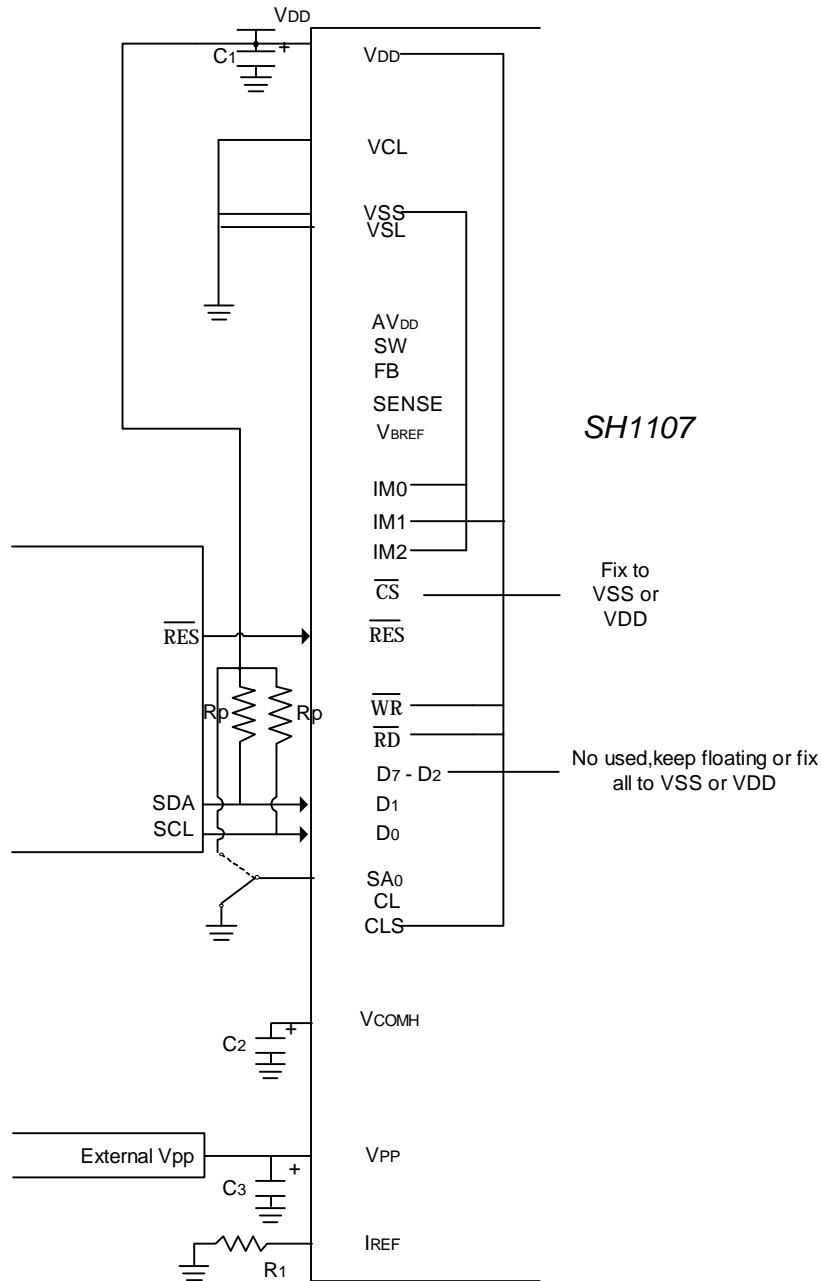 VDD
C1
+
VDD
VCL
VSS
VSL
AVDD
SW
FB
SENSE
VBREF
SH1107
IM0
IM1
IM2
CS
Fix to
VSS or
VDD
RES
RES
Rp
Rp
WR
RD
D7 - D2
No used,keep floating or fix
all to VSS or VDD
SDA
D1
SCL
D0
SA0
CL
CLS
VCOMH
+
C2
External Vpp
VPP
+
C3
IREF
R1